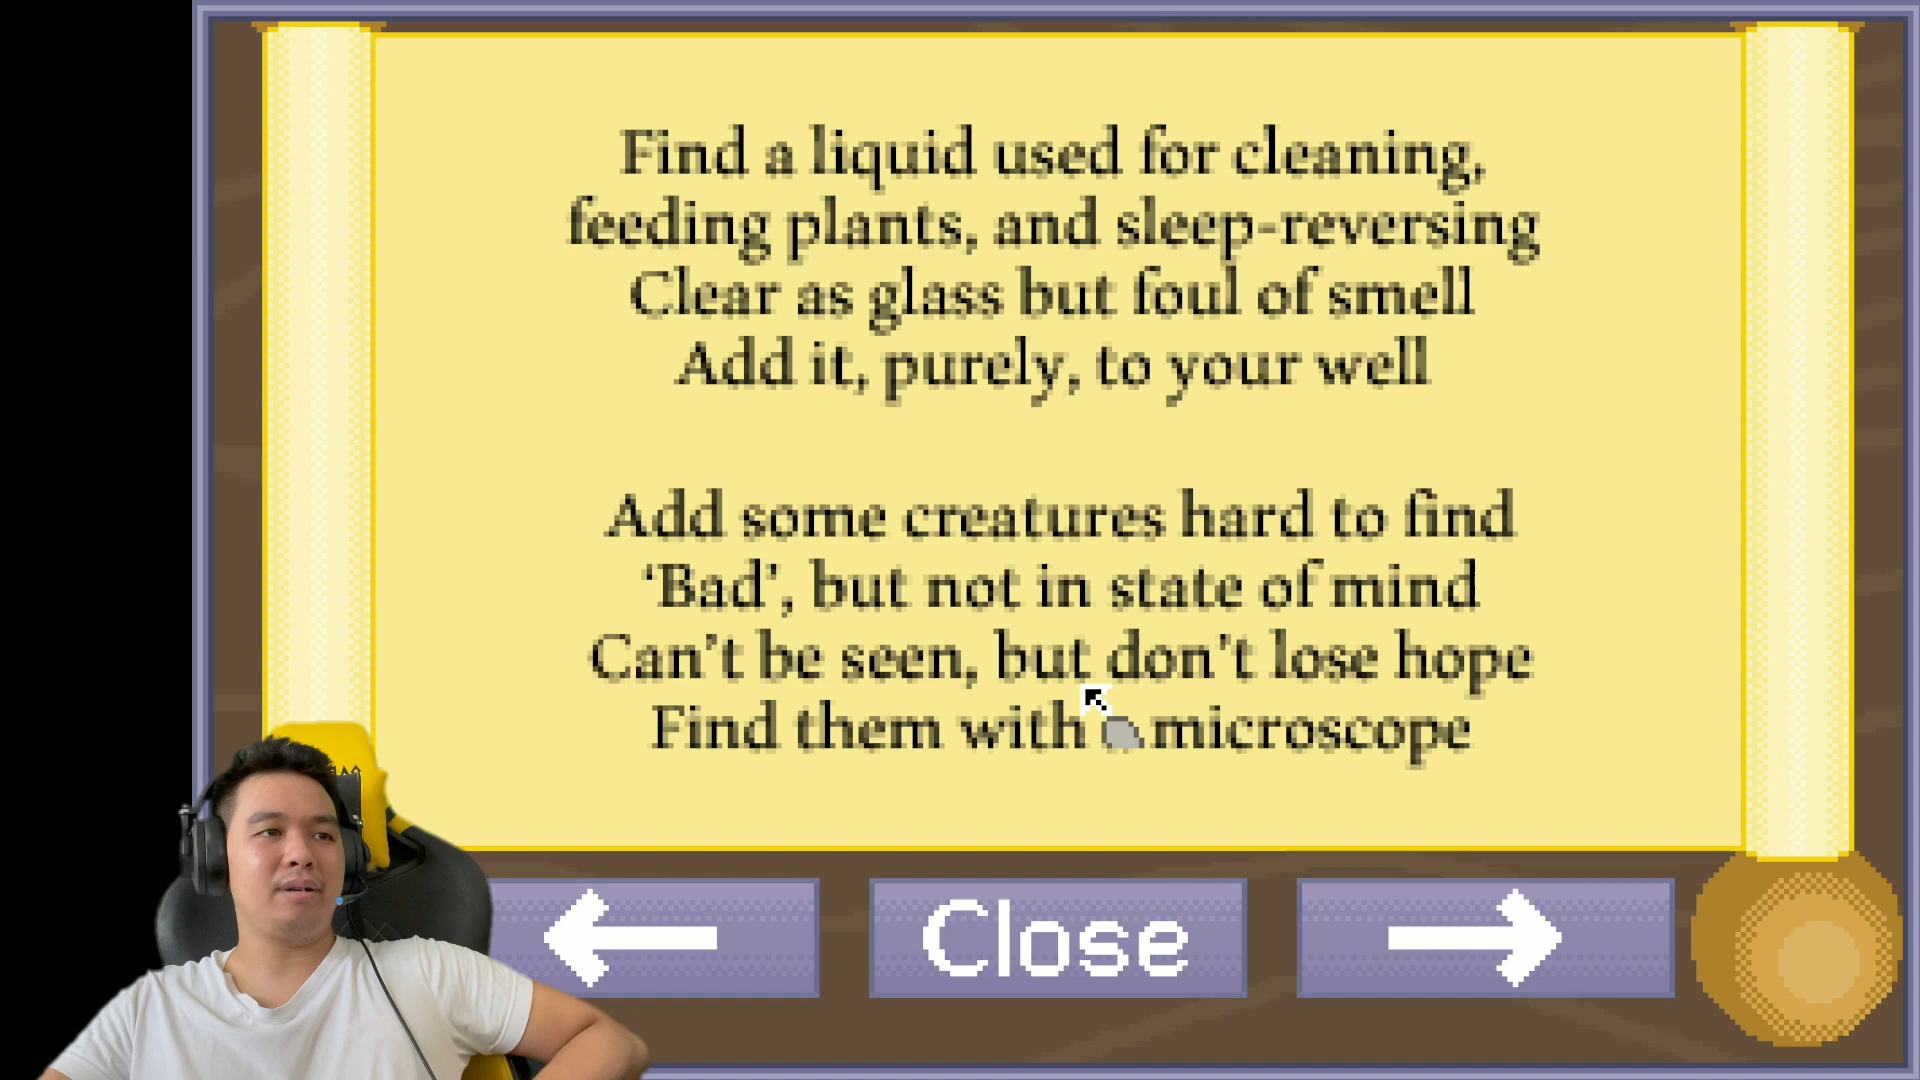 Find a liquid used for cleaning,
feeding plants, and sleep-reversing
Clear as glass but foul of smell
Add it, purely, to your well
Add some creatures hard to find
‘Bad’, but not in state of mind
Can’t be seen, but don’t lose hope
Find them with microscope
Close